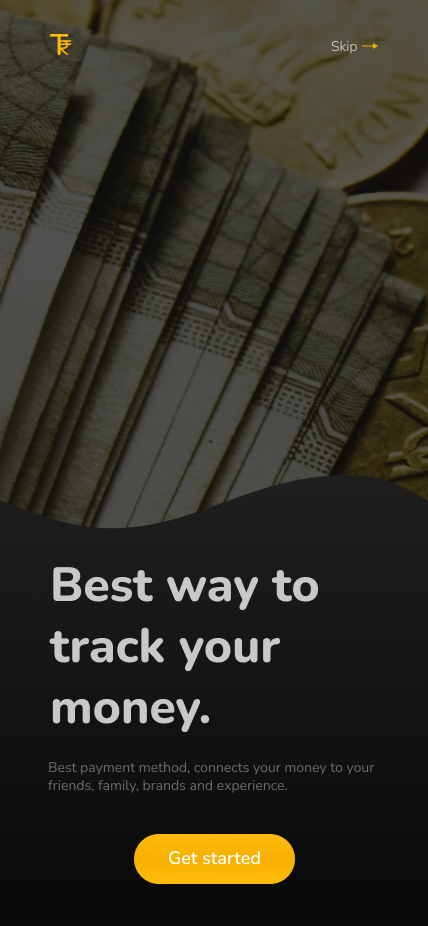 Skip
INDIA
Best way to
track your
money.
Best payment method, connects your money to your
friends, family, brands and experience.
Get started